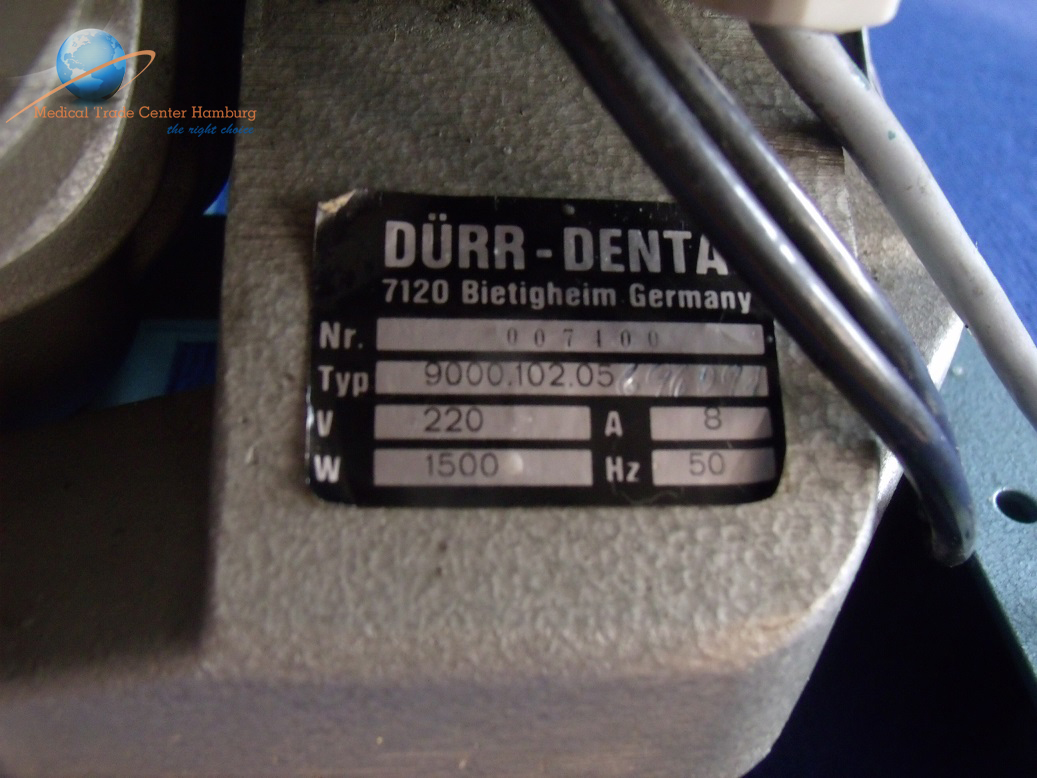 Medical Trade Center Hamburg
the right choice
DÜRR-DENTA
7120 Bietigheim Germany
Nr. 007400
Typ 9000.102.05
V 220 A 8
W 1500 Hz 50